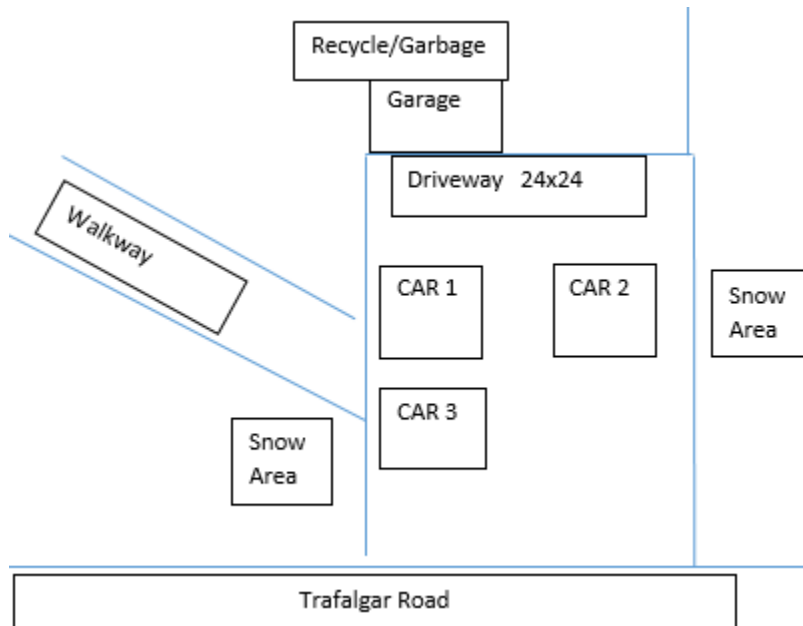 Recycle/Garbage
Garage
Driveway 24x24
Walkway
CAR 1
CAR 2
Snow
Area
CAR 3
Snow
Area
Trafalgar Road